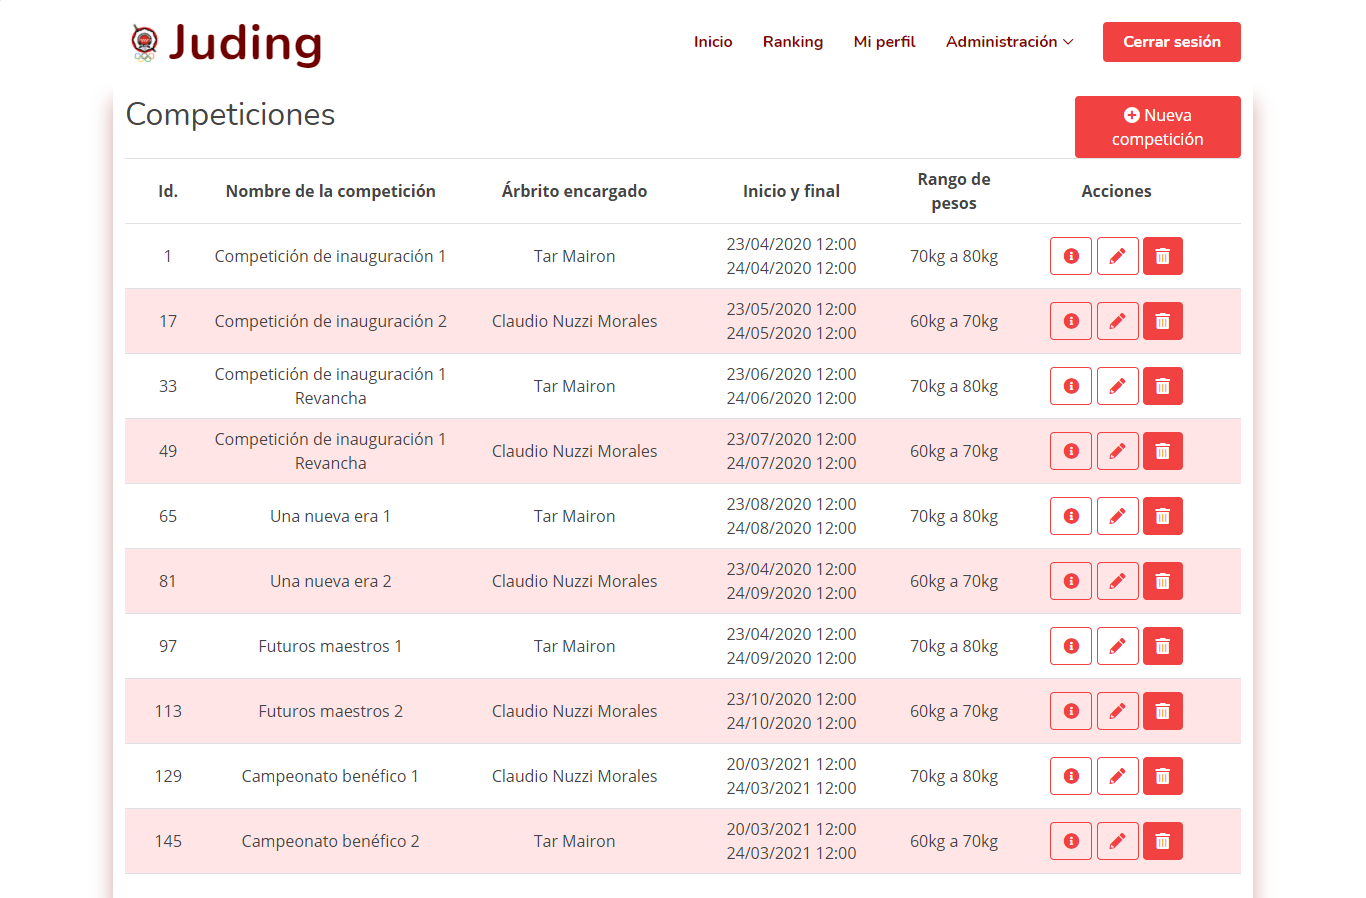 Juding
Inicio
Ranking
Mi perfil
Administración
Cerrar sesión
Competiciones
Nueva
competición
Id.
Nombre de la competición
Árbrito encargado
Inicio y final
Rango de
pesos
Acciones
1
Competición de inauguración 1
Tar Mairon
23/04/2020 12:00
24/04/2020 12:00
70kg a 80kg
17
Competición de inauguración 2
Claudio Nuzzi Morales
23/05/2020 12:00
24/05/2020 12:00
60kg a 70kg
33
Competición de inauguración 1
Revancha
Tar Mairon
23/06/2020 12:00
24/06/2020 12:00
70kg a 80kg
49
Competición de inauguración 1
Revancha
Claudio Nuzzi Morales
23/07/2020 12:00
24/07/2020 12:00
60kg a 70kg
65
Una nueva era 1
Tar Mairon
23/08/2020 12:00
24/08/2020 12:00
70kg a 80kg
81
Una nueva era 2
Claudio Nuzzi Morales
23/04/2020 12:00
24/09/2020 12:00
60kg a 70kg
97
Futuros maestros 1
Tar Mairon
23/04/2020 12:00
24/09/2020 12:00
70kg a 80kg
113
Futuros maestros 2
Claudio Nuzzi Morales
23/10/2020 12:00
24/10/2020 12:00
60kg a 70kg
129
Campeonato benéfico 1
Claudio Nuzzi Morales
20/03/2021 12:00
24/03/2021 12:00
70kg a 80kg
145
Campeonato benéfico 2
Tar Mairon
20/03/2021 12:00
24/03/2021 12:00
60kg a 70kg